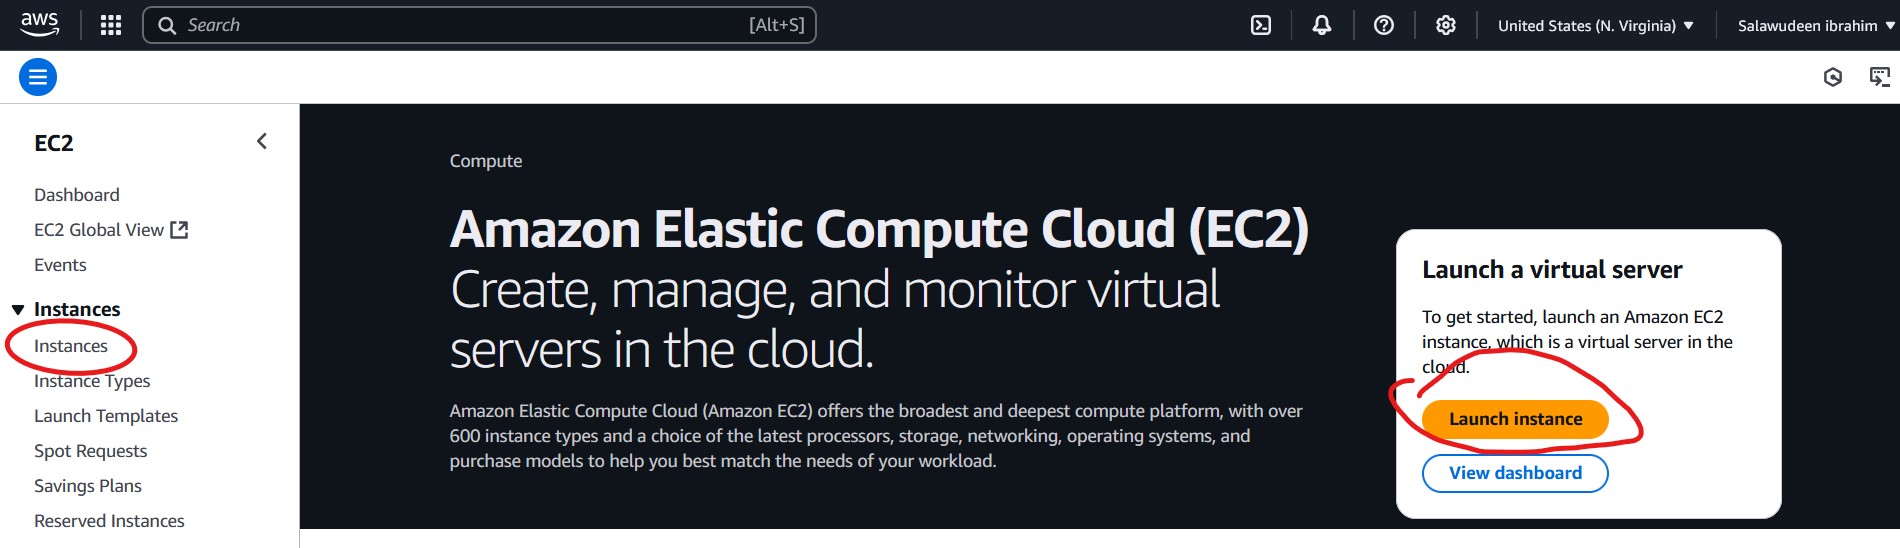 aws
Search [Alt+S]
United States (N. Virginia)
Salawudeen ibrahim
EC2
Dashboard
EC2 Global View
Events
Instances
Instances
Instance Types
Launch Templates
Spot Requests
Savings Plans
Reserved Instances
Compute
Amazon Elastic Compute Cloud (EC2)
Create, manage, and monitor virtual
servers in the cloud.
Amazon Elastic Compute Cloud (Amazon EC2) offers the broadest and deepest compute platform, with over
600 instance types and a choice of the latest processors, storage, networking, operating systems, and
purchase models to help you best match the needs of your workload.
Launch a virtual server
To get started, launch an Amazon EC2
instance, which is a virtual server in the
cloud.
Launch instance
View dashboard